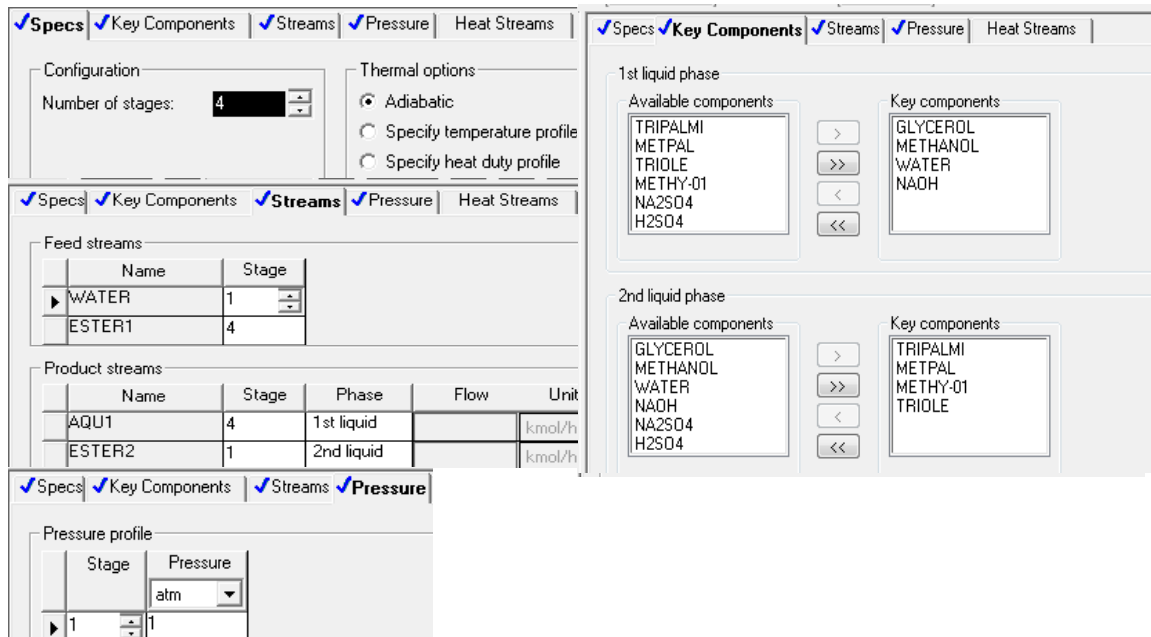 Specs Key Components Streams Pressure Heat Streams
Configuration
Number of stages: 4
Thermal options
Adiabatic
Specify temperature profile
Specify heat duty profile
Specs Key Components Streams Pressure Heat Streams
Feed streams
Name Stage
WATER 1
ESTER1 4
Product streams
Name Stage Phase Flow Unit
AQU1 4 1st liquid kmol/h
ESTER2 1 2nd liquid kmol/h
Specs Key Components Streams Pressure
Pressure profile
Stage Pressure
atm
1 1
Specs Key Components Streams Pressure Heat Streams
1st liquid phase
Available components
TRIPALMI
METPAL
TRIOLE
METHY-01
NA2SO4
H2SO4
>
>>
<
<<
Key components
GLYCEROL
METHANOL
WATER
NAOH
2nd liquid phase
Available components
GLYCEROL
METHANOL
WATER
NAOH
NA2SO4
H2SO4
>
>>
<
<<
Key components
TRIPALMI
METPAL
METHY-01
TRIOLE